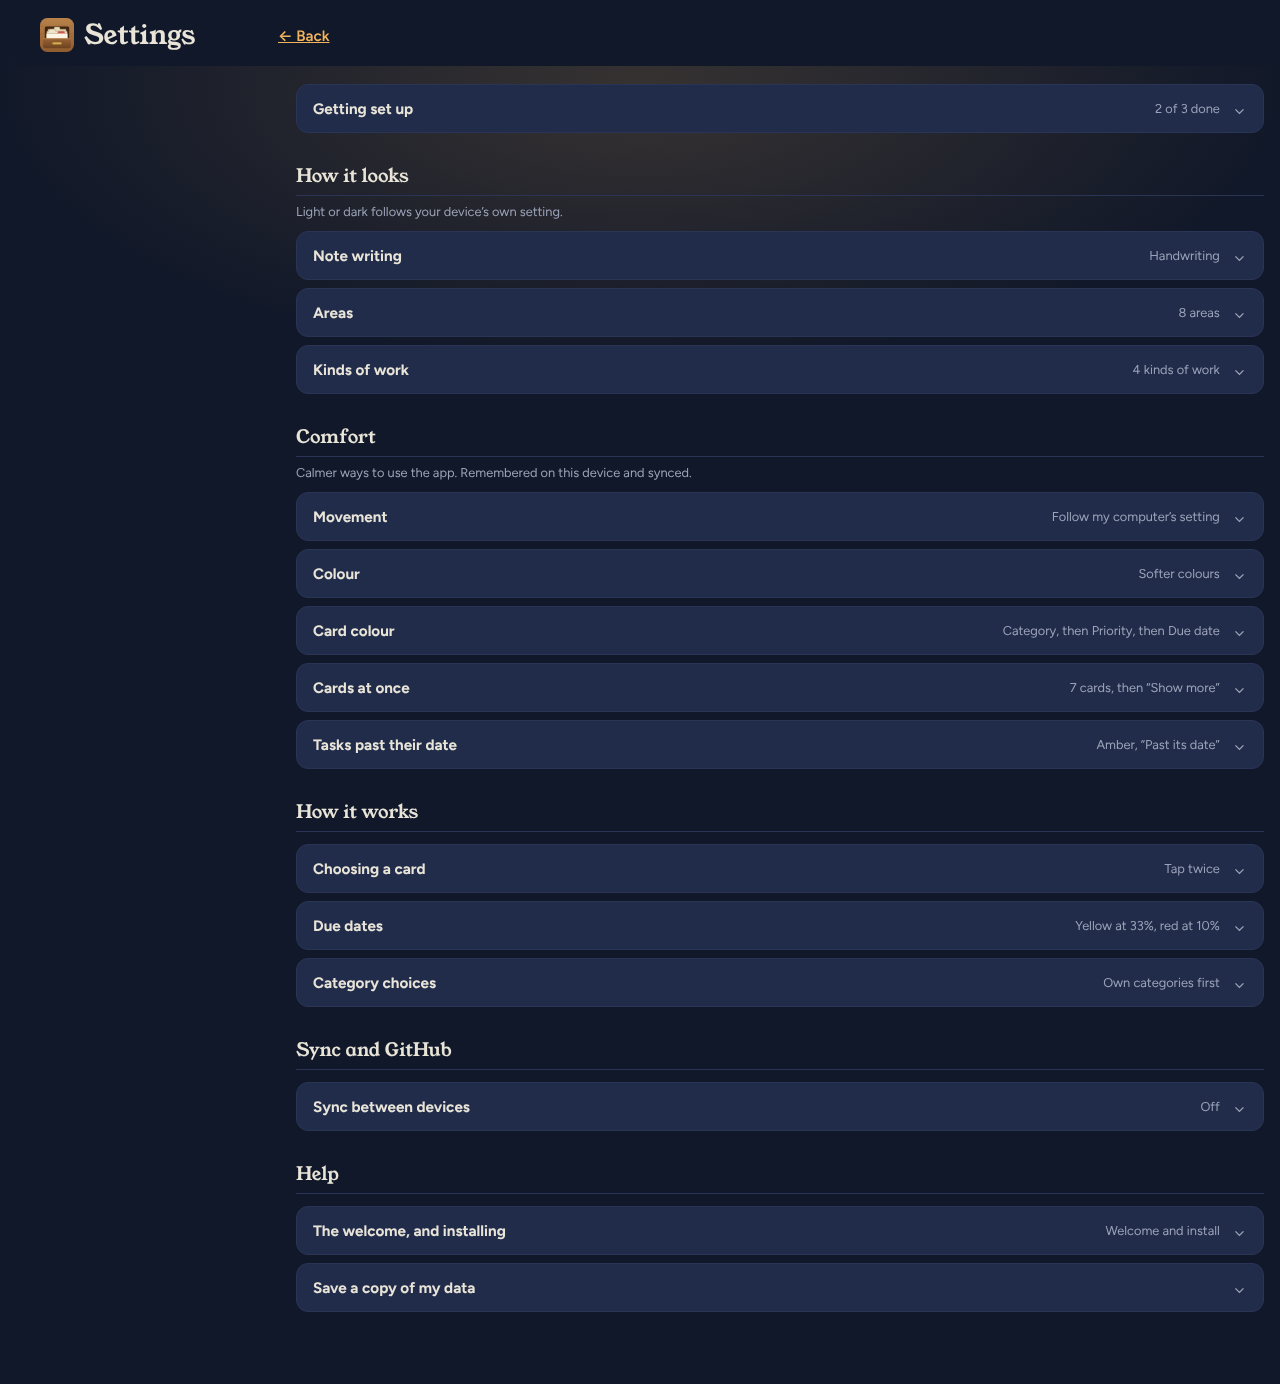 Settings
← Back
Getting set up
2 of 3 done
How it looks
Light or dark follows your device’s own setting.
Note writing
Handwriting
Areas
8 areas
Kinds of work
4 kinds of work
Comfort
Calmer ways to use the app. Remembered on this device and synced.
Movement
Follow my computer’s setting
Colour
Softer colours
Card colour
Category, then Priority, then Due date
Cards at once
7 cards, then “Show more”
Tasks past their date
Amber, “Past its date”
How it works
Choosing a card
Tap twice
Due dates
Yellow at 33%, red at 10%
Category choices
Own categories first
Sync and GitHub
Sync between devices
Off
Help
The welcome, and installing
Welcome and install
Save a copy of my data